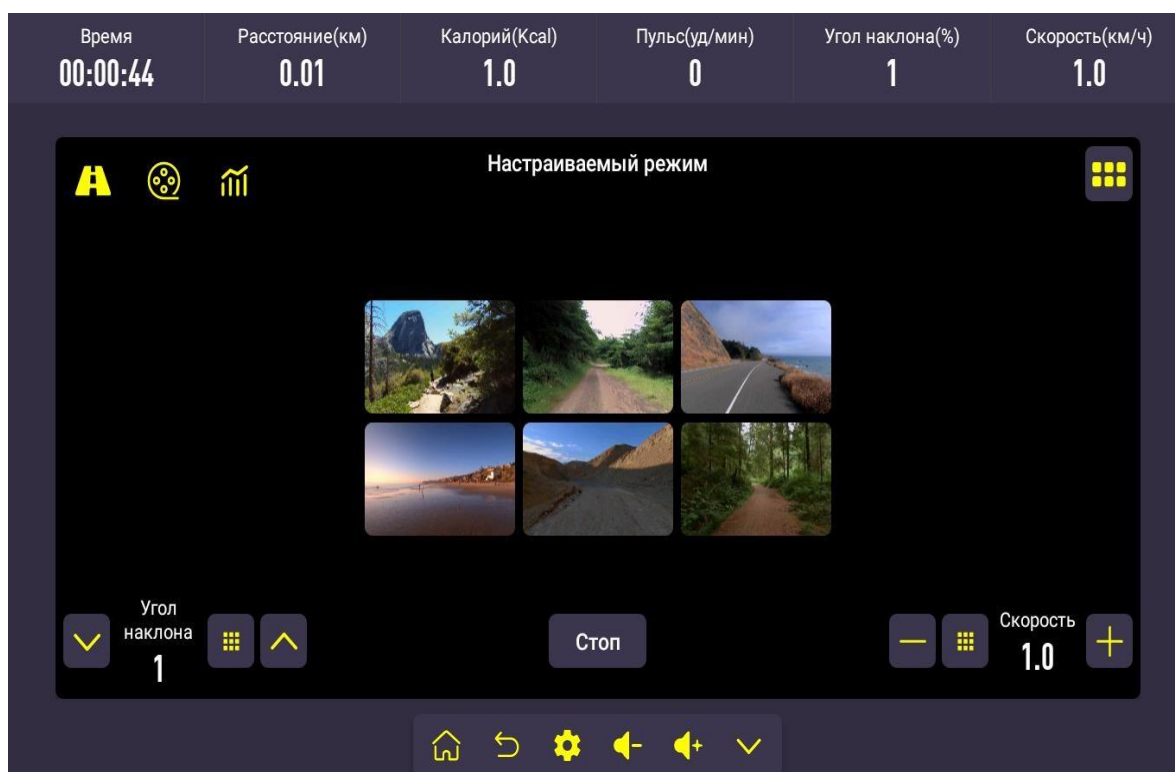 Время
Расстояние(км)
Калорий(Kcal)
Пульс(уд/мин)
Угол наклона(%)
Скорость(км/ч)
00:00:44
0.01
1.0
0
1
1.0
Настраиваемый режим
Угол
наклона
1
Стоп
Скорость
1.0